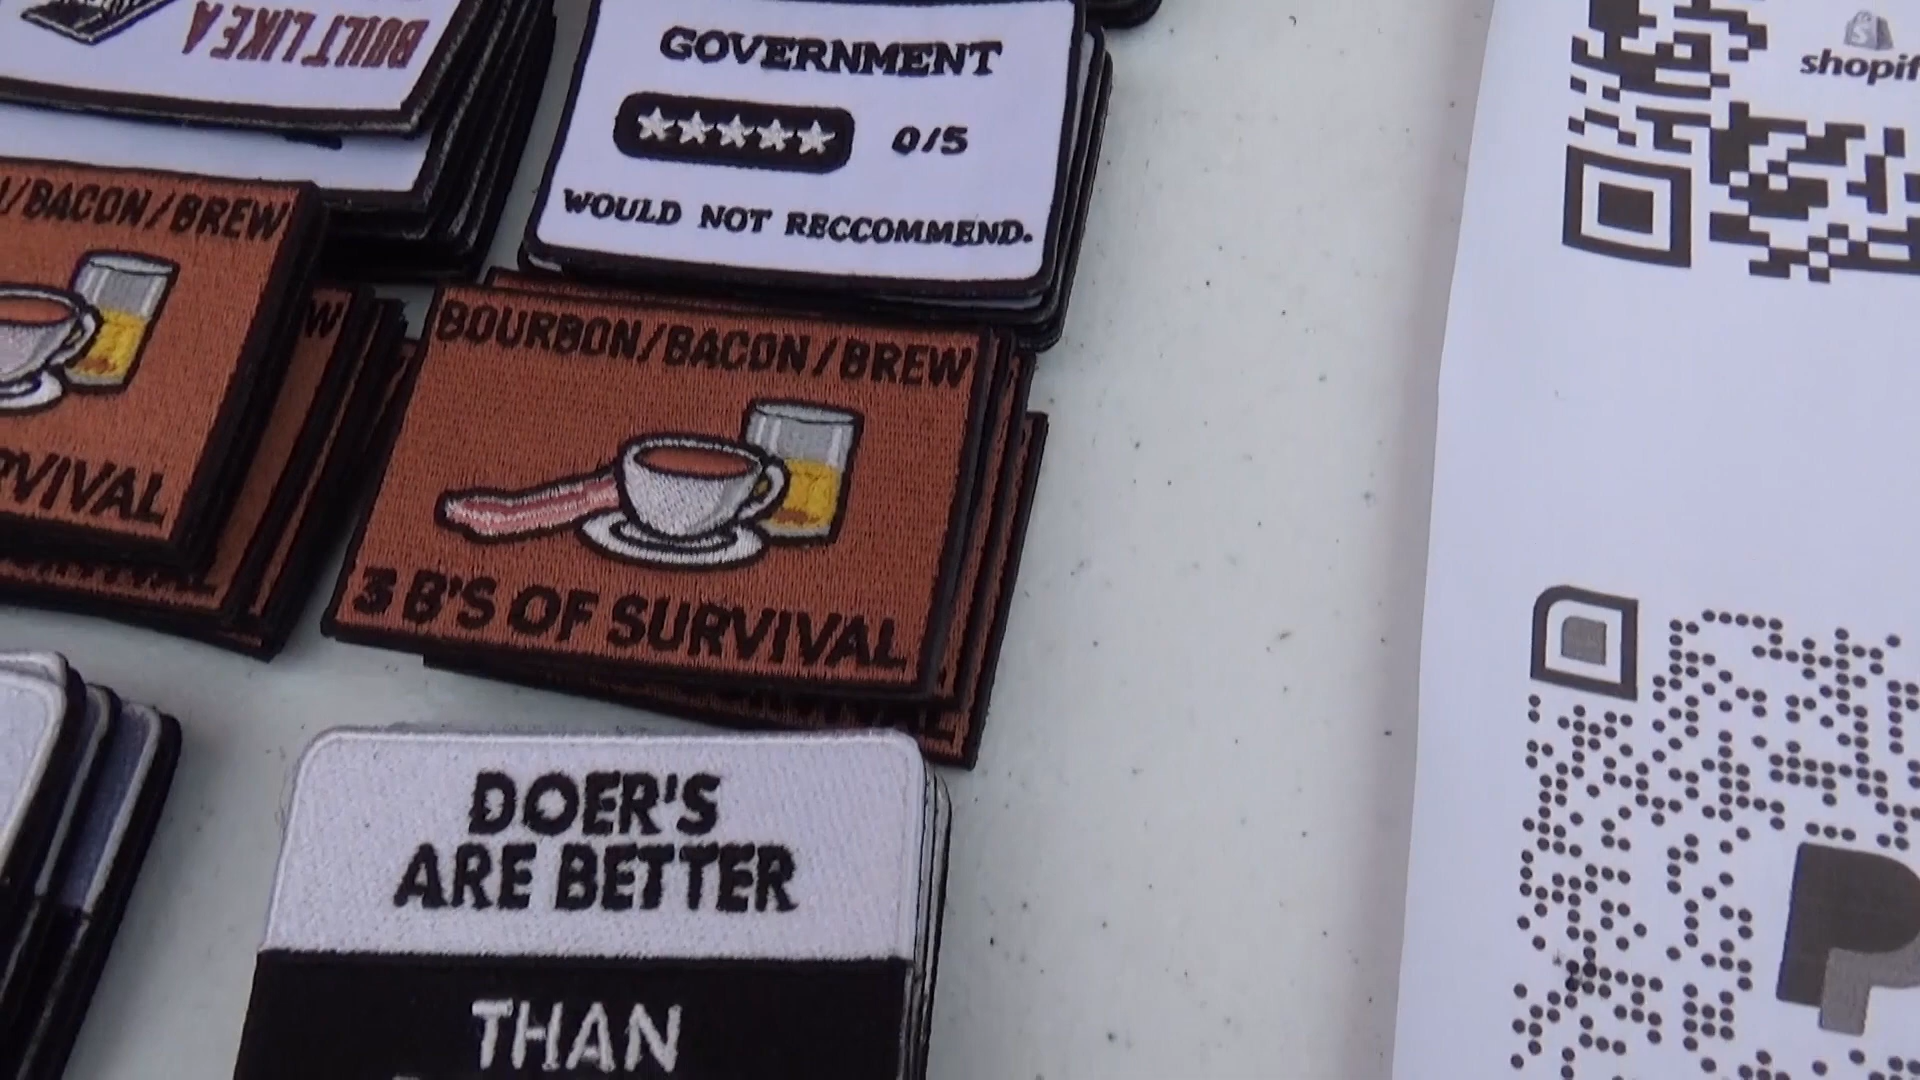 BUILT LIKE A
GOVERNMENT
0/5
WOULD NOT RECCOMMEND.
/BACON/BREW
RVIVAL
W
BOURBON/BACON/BREW
3 B'S OF SURVIVAL
DOER'S
ARE BETTER
THAN
shopif